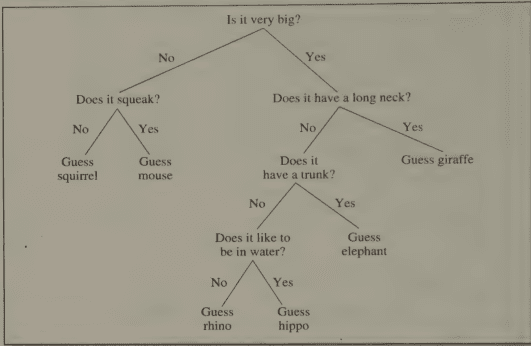 Is it very big?
No
Yes
Does it squeak?
Does it have a long neck?
No
Yes
No
Yes
Guess
squirrel
Guess
mouse
Does it
have a trunk?
Guess giraffe
No
Yes
Does it like to
be in water?
Guess
elephant
No
Yes
Guess
rhino
Guess
hippo